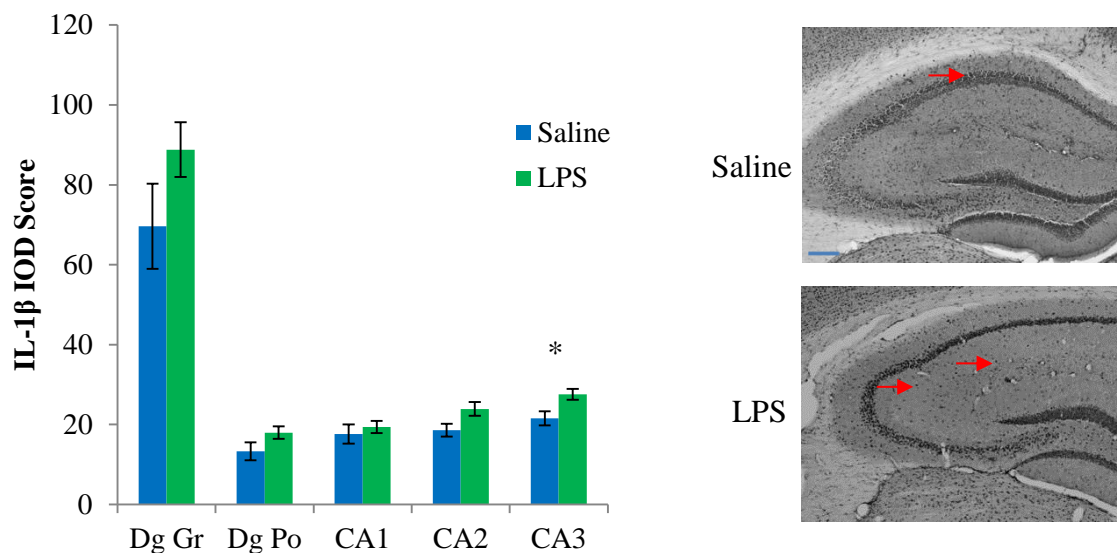 IL-1β IOD Score
120
100
80
60
40
20
0
Dg Gr Dg Po CA1 CA2 CA3
*
Saline
LPS
Saline
LPS